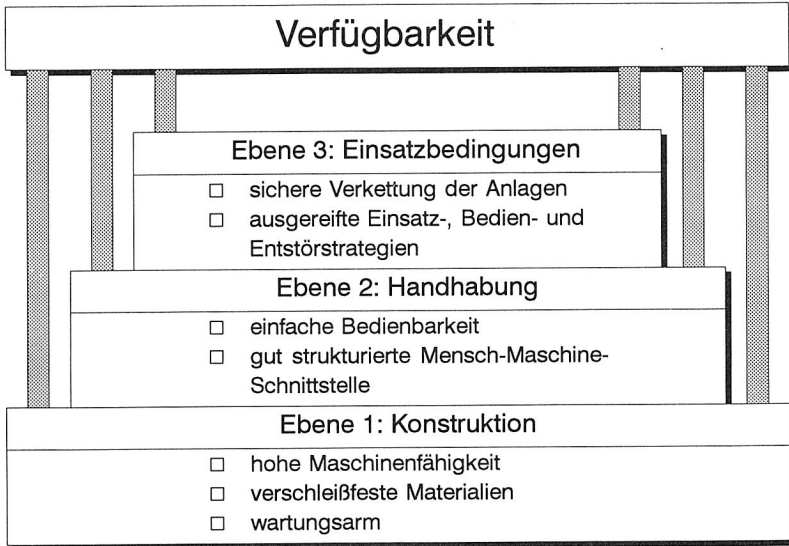 Verfügbarkeit
Ebene 3: Einsatzbedingungen
☐ sichere Verkettung der Anlagen
☐ ausgereifte Einsatz-, Bedien- und
Entstörstrategien
Ebene 2: Handhabung
☐ einfache Bedienbarkeit
☐ gut strukturierte Mensch-Maschine-
Schnittstelle
Ebene 1: Konstruktion
☐ hohe Maschinenfähigkeit
☐ verschleißfeste Materialien
☐ wartungsarm